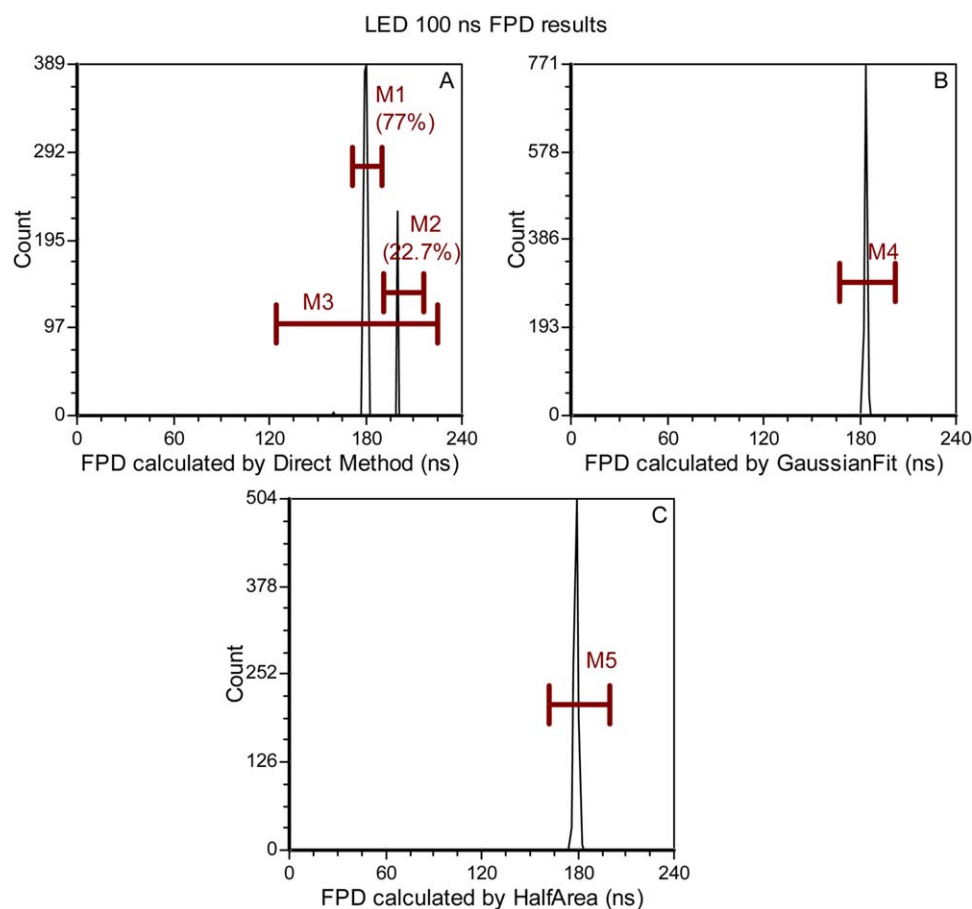 LED 100 ns FPD results
A
389
292
195
97
0
Count
M1
(77%)
M2
(22.7%)
M3
0 60 120 180 240
FPD calculated by Direct Method (ns)
B
771
578
386
193
0
Count
M4
0 60 120 180 240
FPD calculated by GaussianFit (ns)
C
504
378
252
126
0
Count
M5
0 60 120 180 240
FPD calculated by HalfArea (ns)